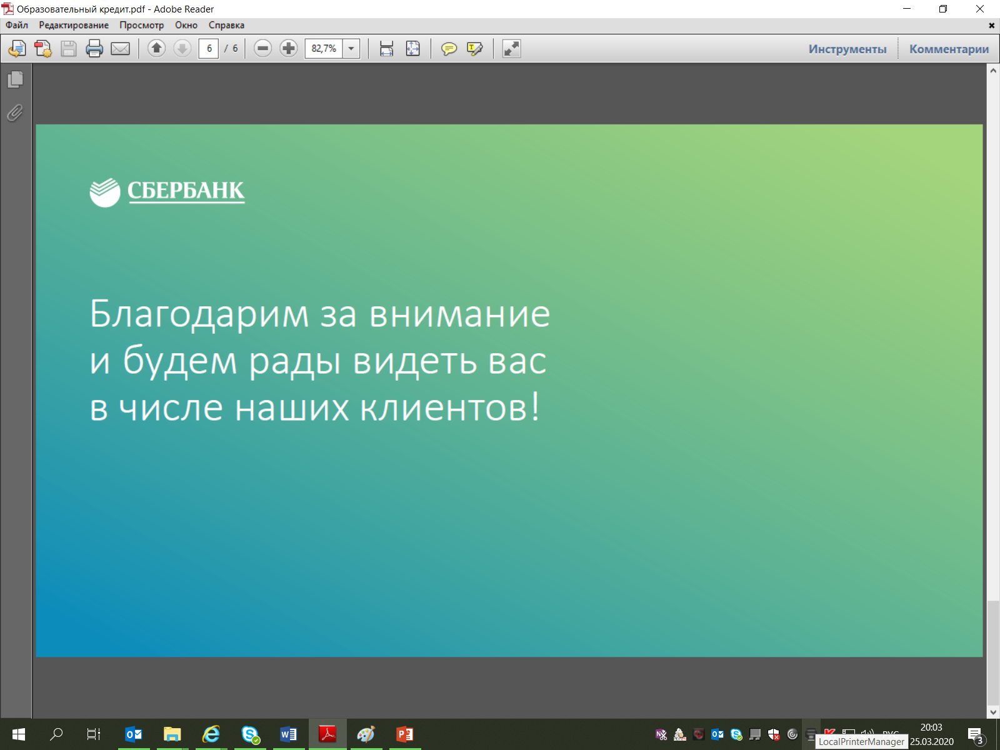 Образовательный кредит.pdf - Adobe Reader
Файл Редактирование Просмотр Окно Справка
6 / 6 82,7% Инструменты Комментарии
СБЕРБАНК
Благодарим за внимание
и будем рады видеть вас
в числе наших клиентов!
20:03
LocalPrinterManager 25.03.2020 3